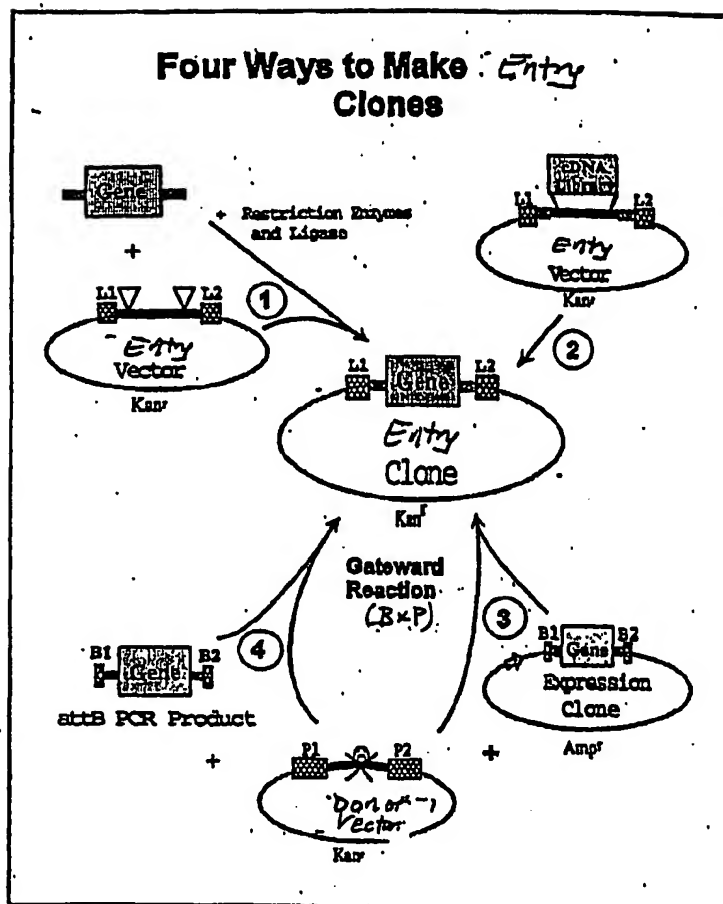 Four Ways to Make Entry
Clones
Gene
+ Restriction Enzymes
and Ligase
+
cDNA
Library
L1 L2
Entry
Vector
Kanr
L1 L2
1
Entry
Vector
Kanr
2
L1 Gene L2
Entry
Clone
Kanr
Gateward
Reaction
(B×P)
4
3
B1 Gene B2
attB PCR Product
B1 Gene B2
Expression
Clone
Ampr
+
P1 P2
+
Donor
Vector
Kanr